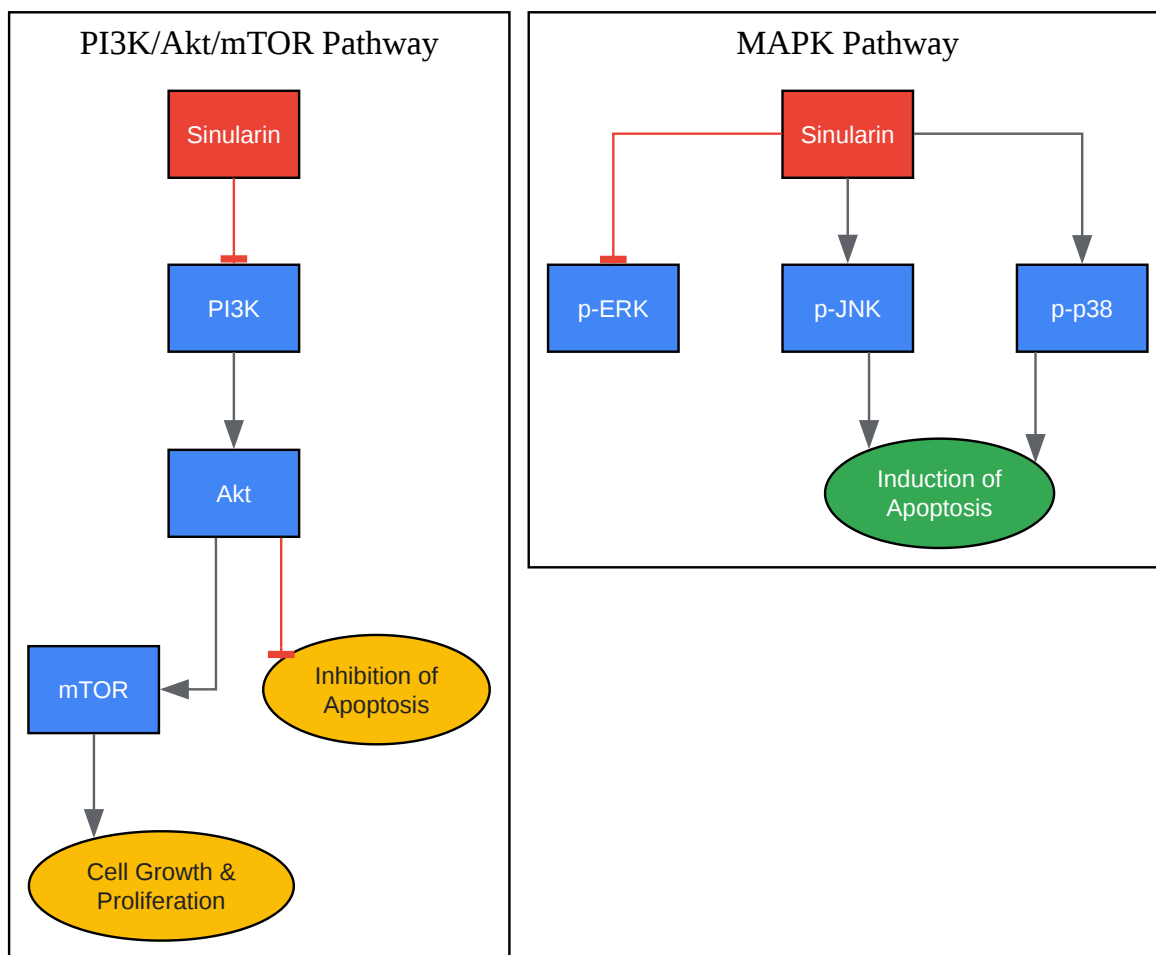 PI3K/Akt/mTOR Pathway
Sinularin
PI3K
Akt
mTOR
Inhibition of
Apoptosis
Cell Growth &
Proliferation
MAPK Pathway
Sinularin
p-ERK
p-JNK
p-p38
Induction of
Apoptosis